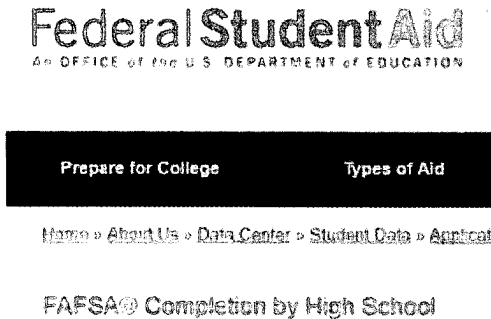 Federal Student Aid
An OFFICE of the U.S. DEPARTMENT of EDUCATION
Prepare for College Types of Aid
Home » About Us » Data Center » Student Data » Applicat
FAFSA® Completion by High School